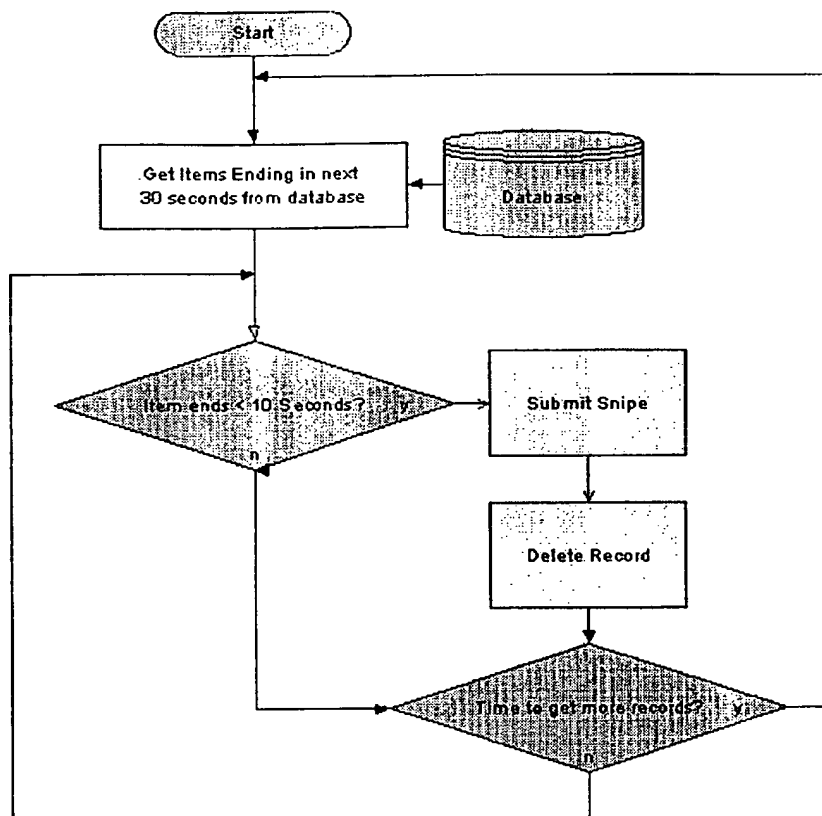 Start
Get Items Ending in next
30 seconds from database
Database
Item ends < 10 Seconds?
y
n
Submit Snipe
Delete Record
Time to get more records?
y
n